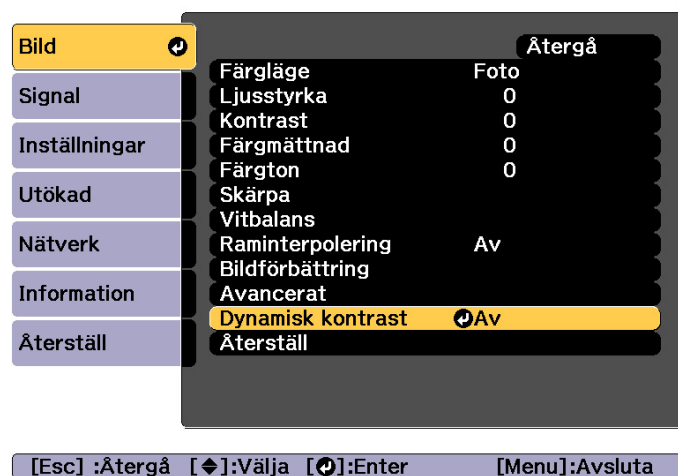 Bild
Signal
Inställningar
Utökad
Nätverk
Information
Återställ
Återgå
Färgläge Foto
Ljusstyrka 0
Kontrast 0
Färgmättnad 0
Färgton 0
Skärpa
Vitbalans
Raminterpolering Av
Bildförbättring
Avancerat
Dynamisk kontrast Av
Återställ
[Esc] :Återgå [◆]:Välja [⏎]:Enter [Menu]:Avsluta